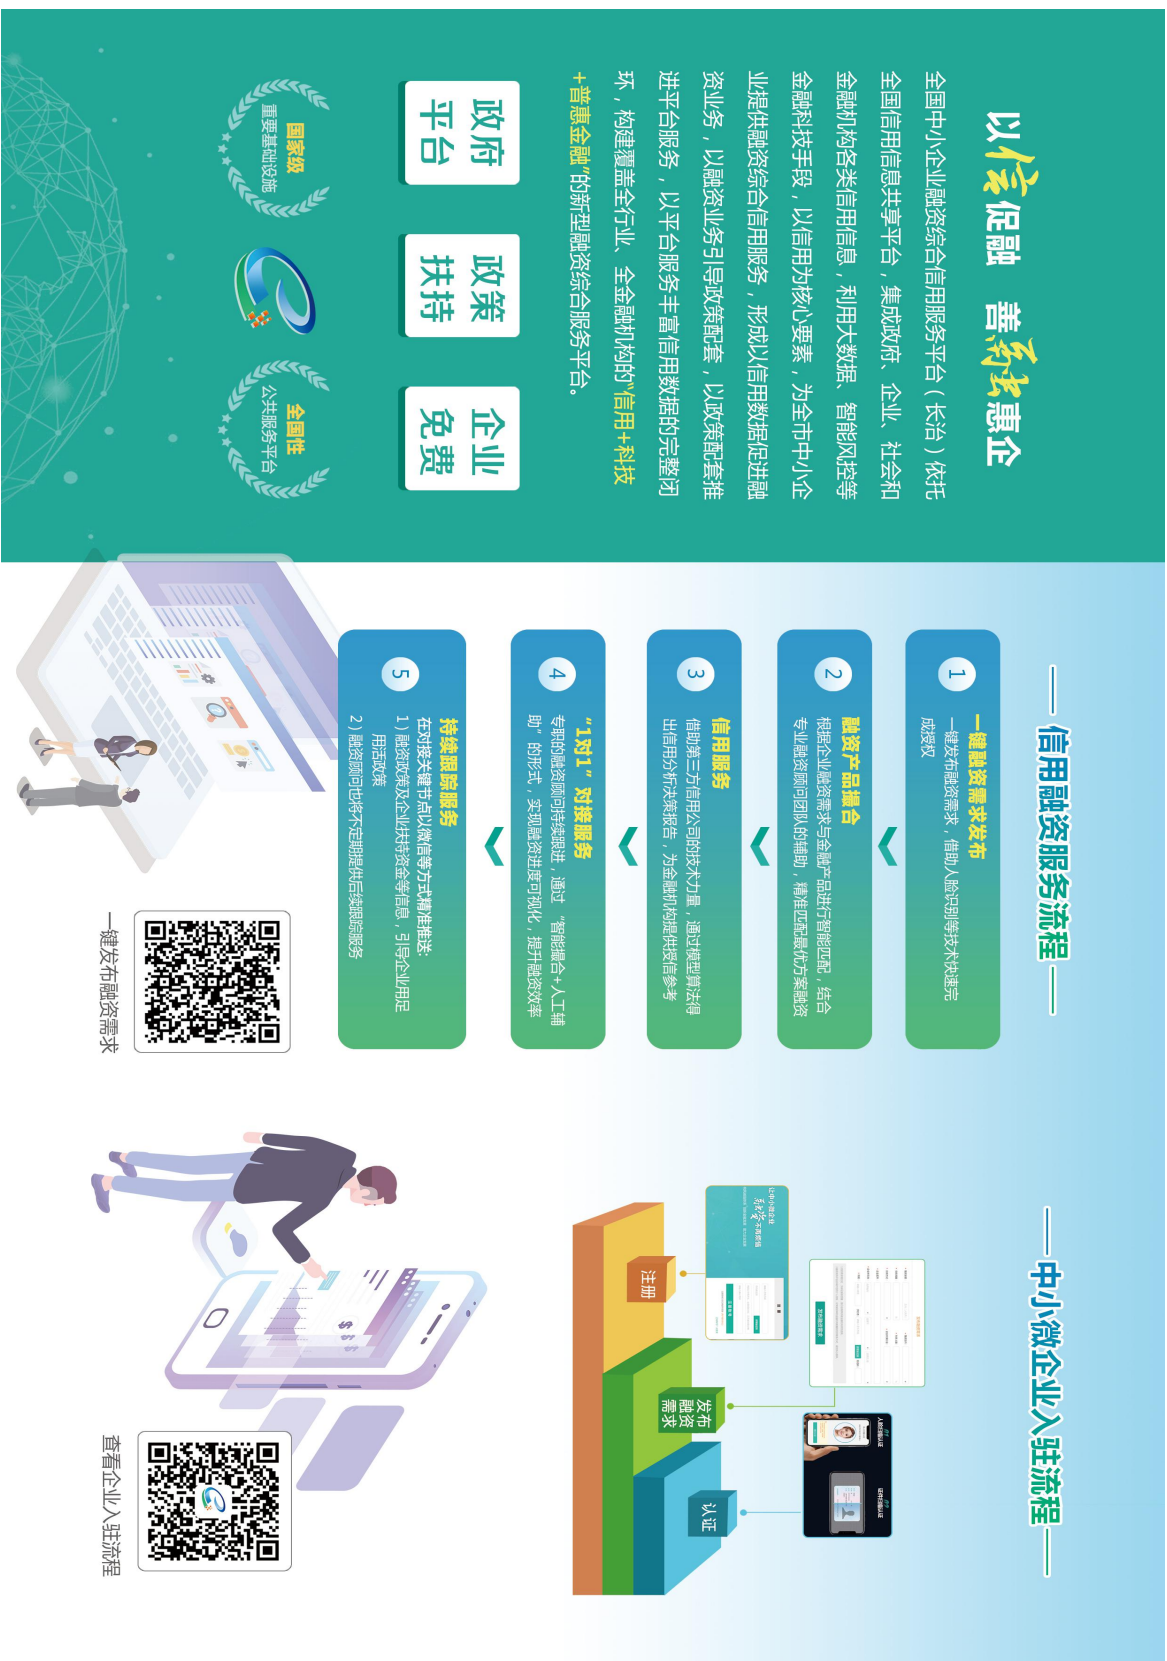 以信促融 善融惠企
全国中小企业融资综合信用服务平台（长治）依托
全国信用信息共享平台，集成政府、企业、社会和
金融机构各类信用信息，利用大数据、智能风控等
金融科技手段，以信用为核心要素，为全市中小企
业提供融资综合信用服务，形成以信用数据促进融
资业务，以融资业务引导政策配套，以政策配套推
进平台服务，以平台服务丰富信用数据的完整闭
环，构建覆盖全行业、全金融机构的“信用+科技
+普惠金融”的新型融资综合服务平台。
政府
平台
政策
扶持
企业
免费
国家级
重要基础设施
全国性
公共服务平台
信用融资服务流程
1
一键融资需求发布
一键发布融资需求，借助人脸识别等技术快速完
成授权
2
融资产品撮合
根据企业融资需求与金融产品进行智能匹配，结合
专业融资顾问团队的辅助，精准匹配最优方案融资
3
信用服务
借助第三方信用公司的技术力量，通过模型算法得
出信用分析决策报告，为金融机构提供授信参考
4
“1对1”对接服务
专职的融资顾问持续跟进，通过 “智能撮合+人工辅
助”的形式，实现融资进度可视化，提升融资效率
5
持续跟踪服务
在对接关键节点以微信等方式精准推送:
1）融资政策及企业扶持资金等信息，引导企业用足
用活政策
2）融资顾问也将不定期提供后续跟踪服务
一键发布融资需求
中小微企业入驻流程
让中小微企业
融资不再烦恼
注册
发布
融资
需求
人脸扫描认证
证件扫描认证
认证
查看企业入驻流程